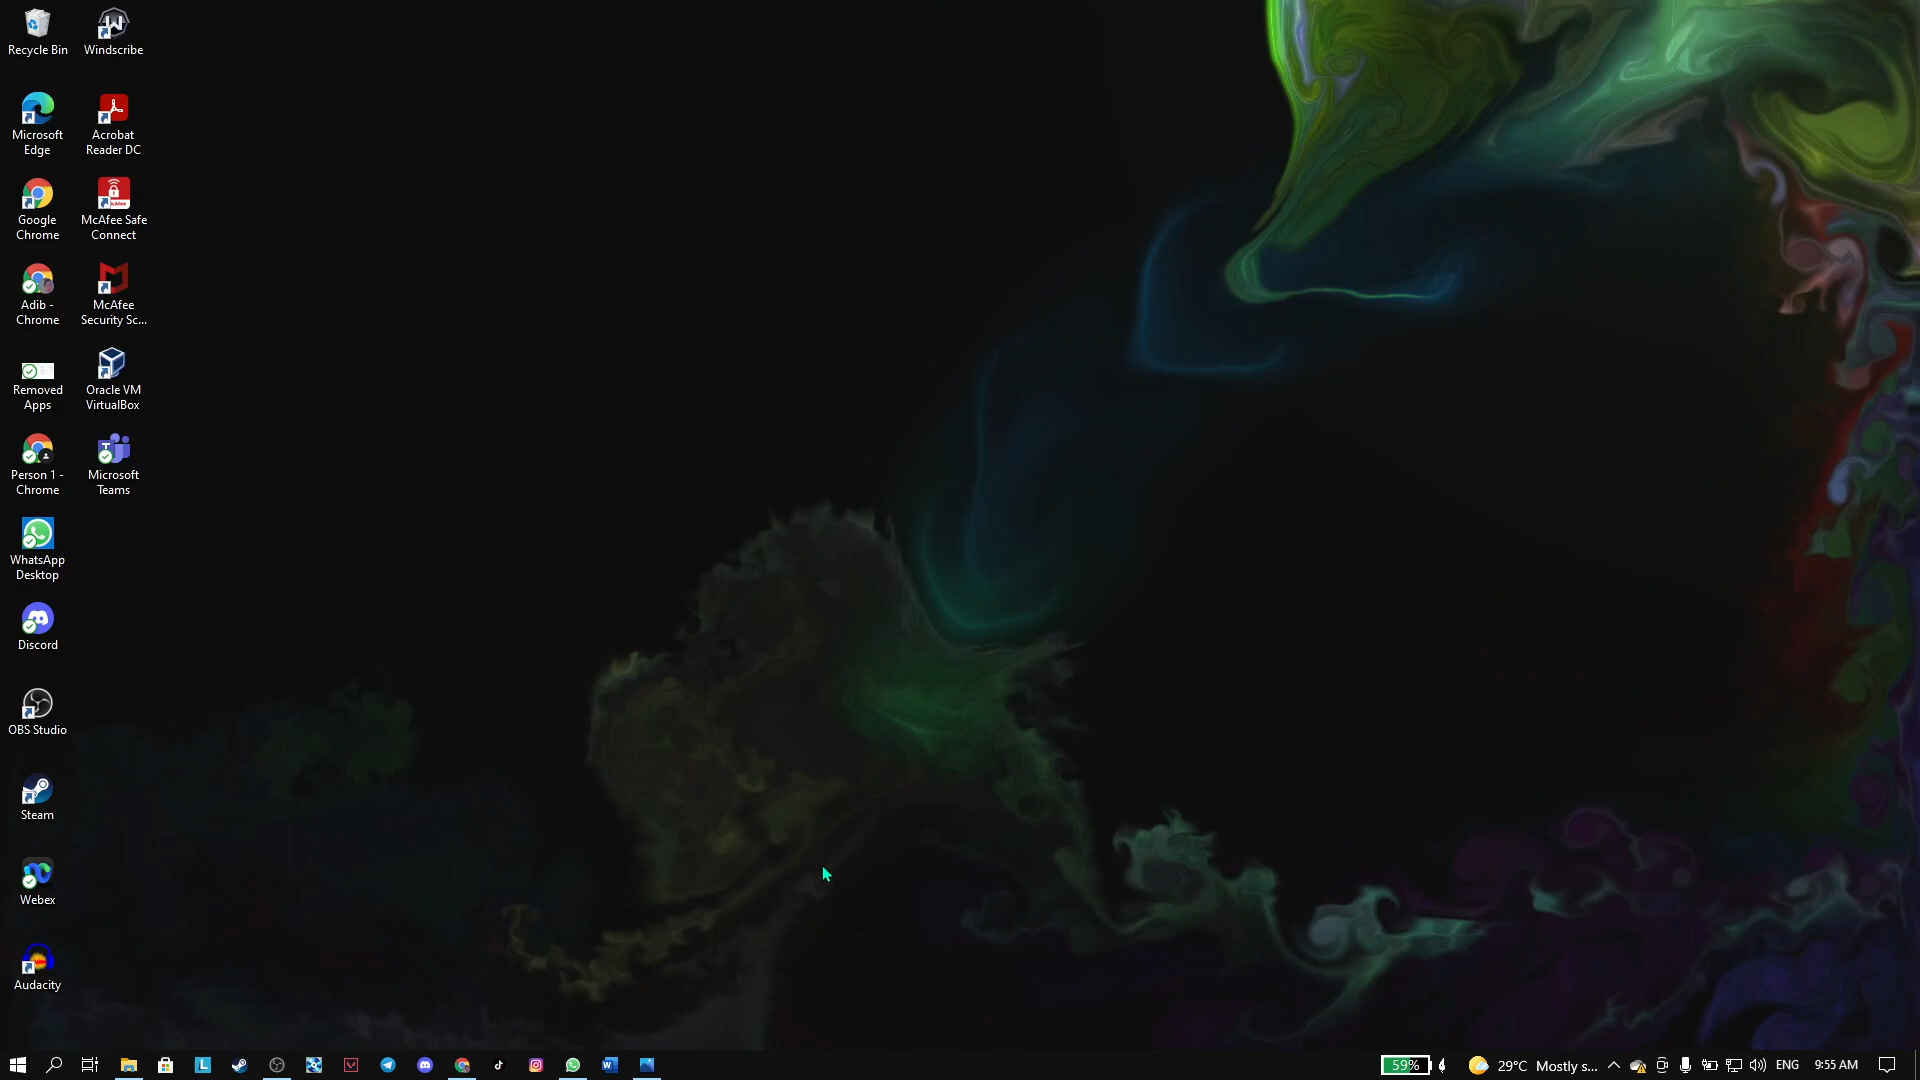 Recycle Bin
Windscribe
Microsoft
Edge
Acrobat
Reader DC
Google
Chrome
McAfee Safe
Connect
Adib -
Chrome
McAfee
Security Sc...
Removed
Apps
Oracle VM
VirtualBox
Person 1 -
Chrome
Microsoft
Teams
WhatsApp
Desktop
Discord
OBS Studio
Steam
Webex
Audacity
59%
29°C Mostly s...
ENG
9:55 AM